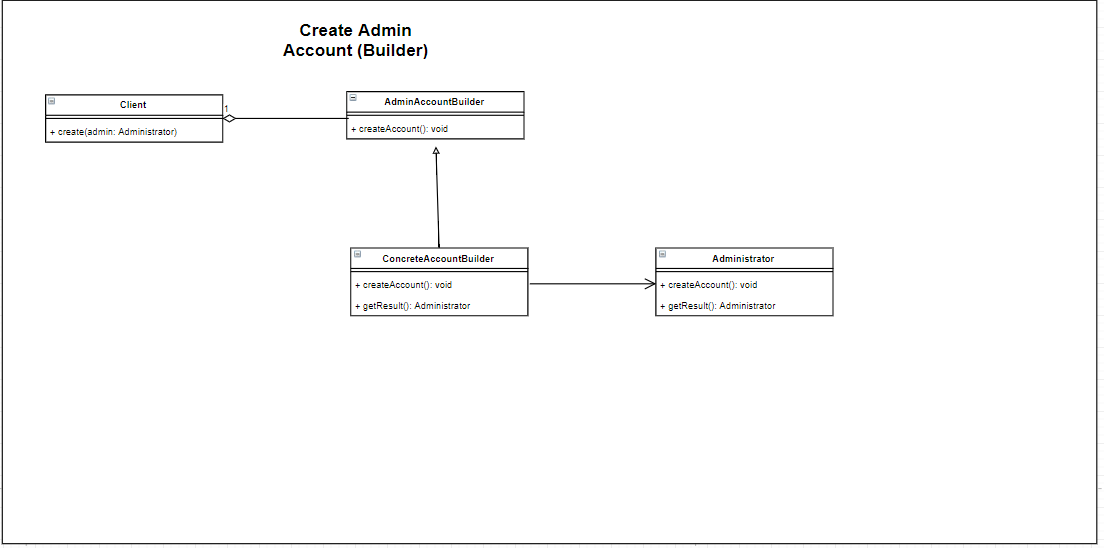 Create Admin
Account (Builder)
Client
1
+ create(admin: Administrator)
AdminAccountBuilder
+ createAccount(): void
ConcreteAccountBuilder
+ createAccount(): void
+ getResult(): Administrator
Administrator
+ createAccount(): void
+ getResult(): Administrator